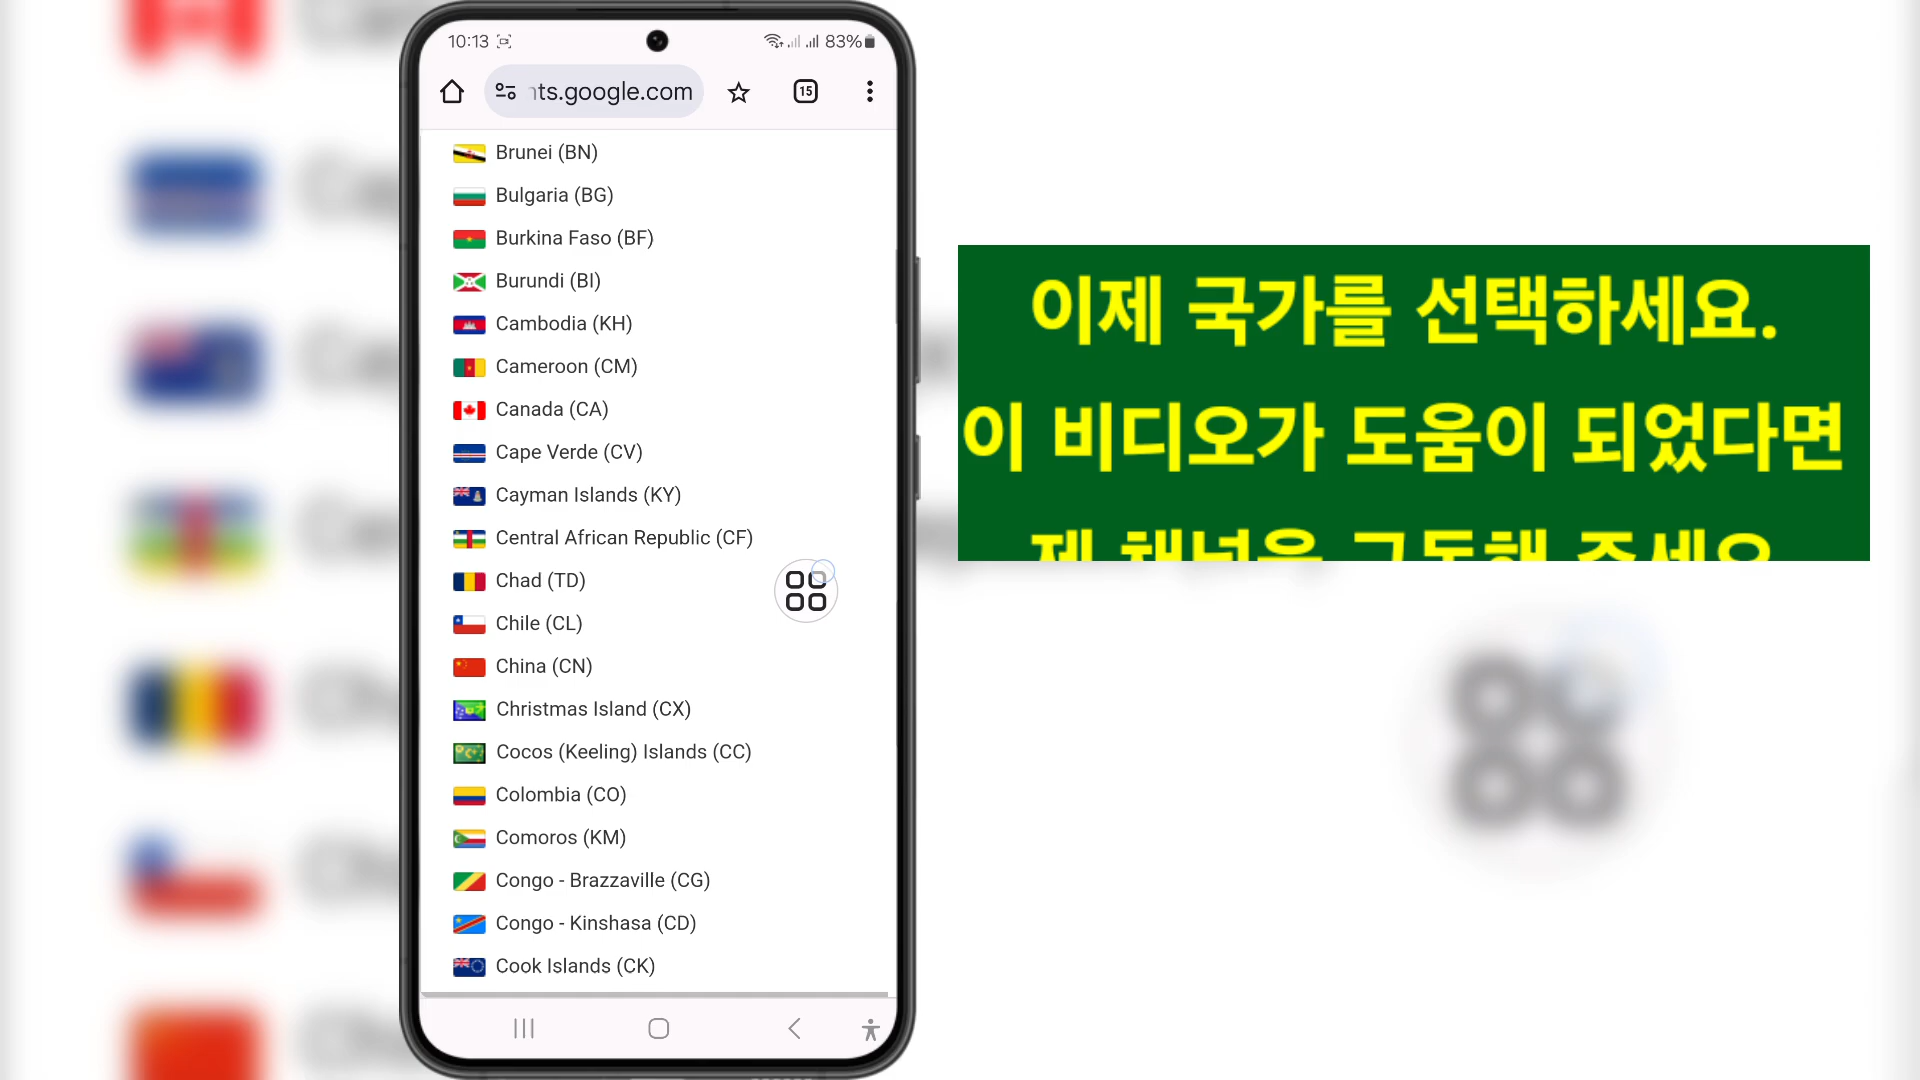 10:13
83%
ts.google.com
15
Brunei (BN)
Bulgaria (BG)
Burkina Faso (BF)
Burundi (BI)
Cambodia (KH)
Cameroon (CM)
Canada (CA)
Cape Verde (CV)
Cayman Islands (KY)
Central African Republic (CF)
Chad (TD)
Chile (CL)
China (CN)
Christmas Island (CX)
Cocos (Keeling) Islands (CC)
Colombia (CO)
Comoros (KM)
Congo - Brazzaville (CG)
Congo - Kinshasa (CD)
Cook Islands (CK)
이제 국가를 선택하세요.
이 비디오가 도움이 되었다면